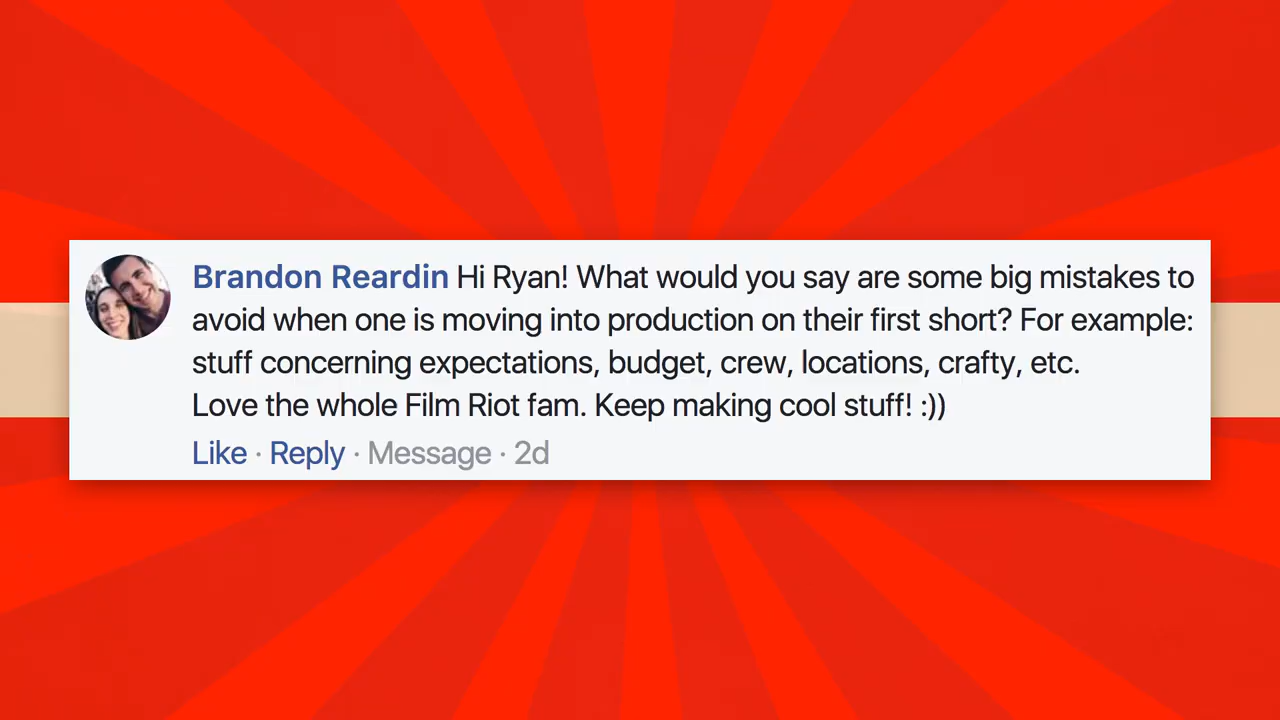 Brandon Reardin Hi Ryan! What would you say are some big mistakes to
avoid when one is moving into production on their first short? For example:
stuff concerning expectations, budget, crew, locations, crafty, etc.
Love the whole Film Riot fam. Keep making cool stuff! :))
Like · Reply · Message · 2d